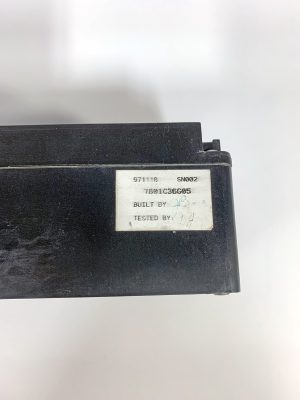 971118 SN002
7801C36G05
BUILT BY:
TESTED BY: